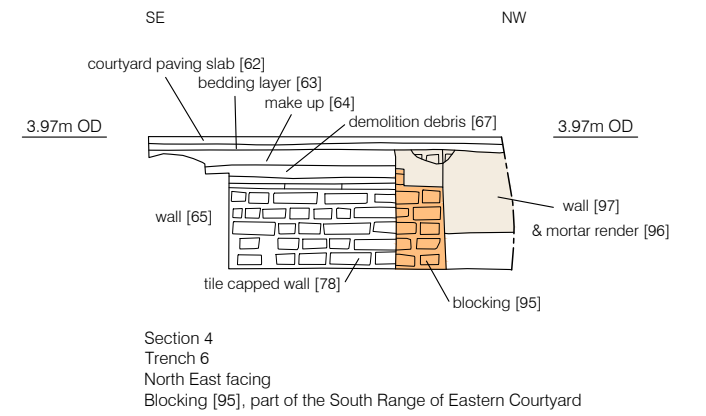 SE
NW
courtyard paving slab [62]
bedding layer [63]
make up [64]
demolition debris [67]
3.97m OD
3.97m OD
wall [65]
wall [97]
& mortar render [96]
tile capped wall [78]
blocking [95]
Section 4
Trench 6
North East facing
Blocking [95], part of the South Range of Eastern Courtyard